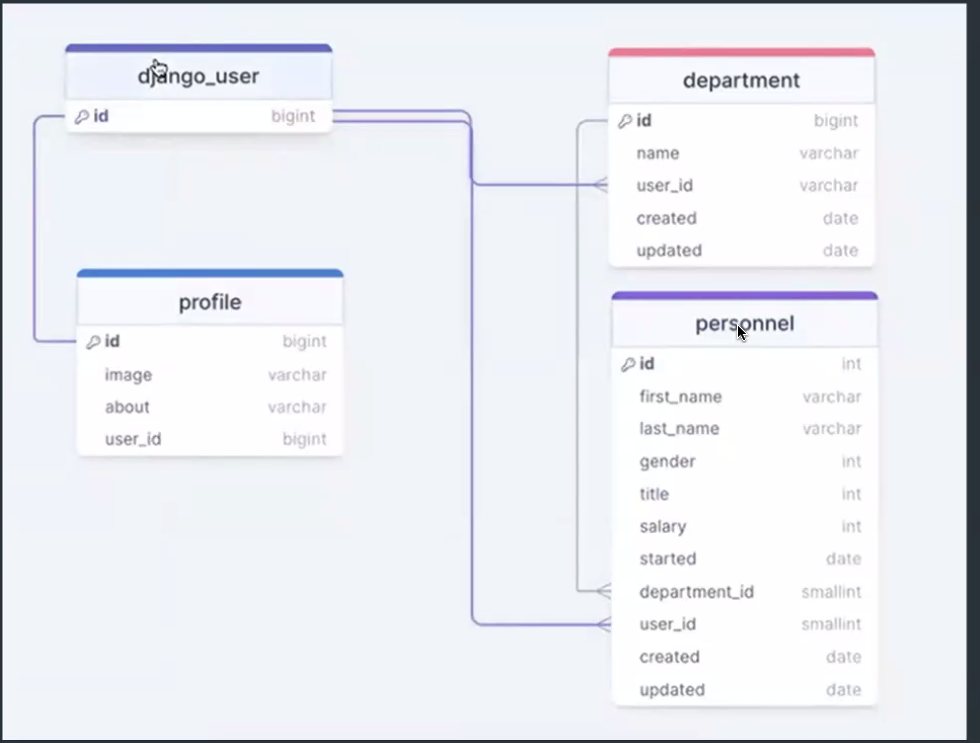 django_user
id bigint
profile
id bigint
image varchar
about varchar
user_id bigint
department
id bigint
name varchar
user_id varchar
created date
updated date
personnel
id int
first_name varchar
last_name varchar
gender int
title int
salary int
started date
department_id smallint
user_id smallint
created date
updated date